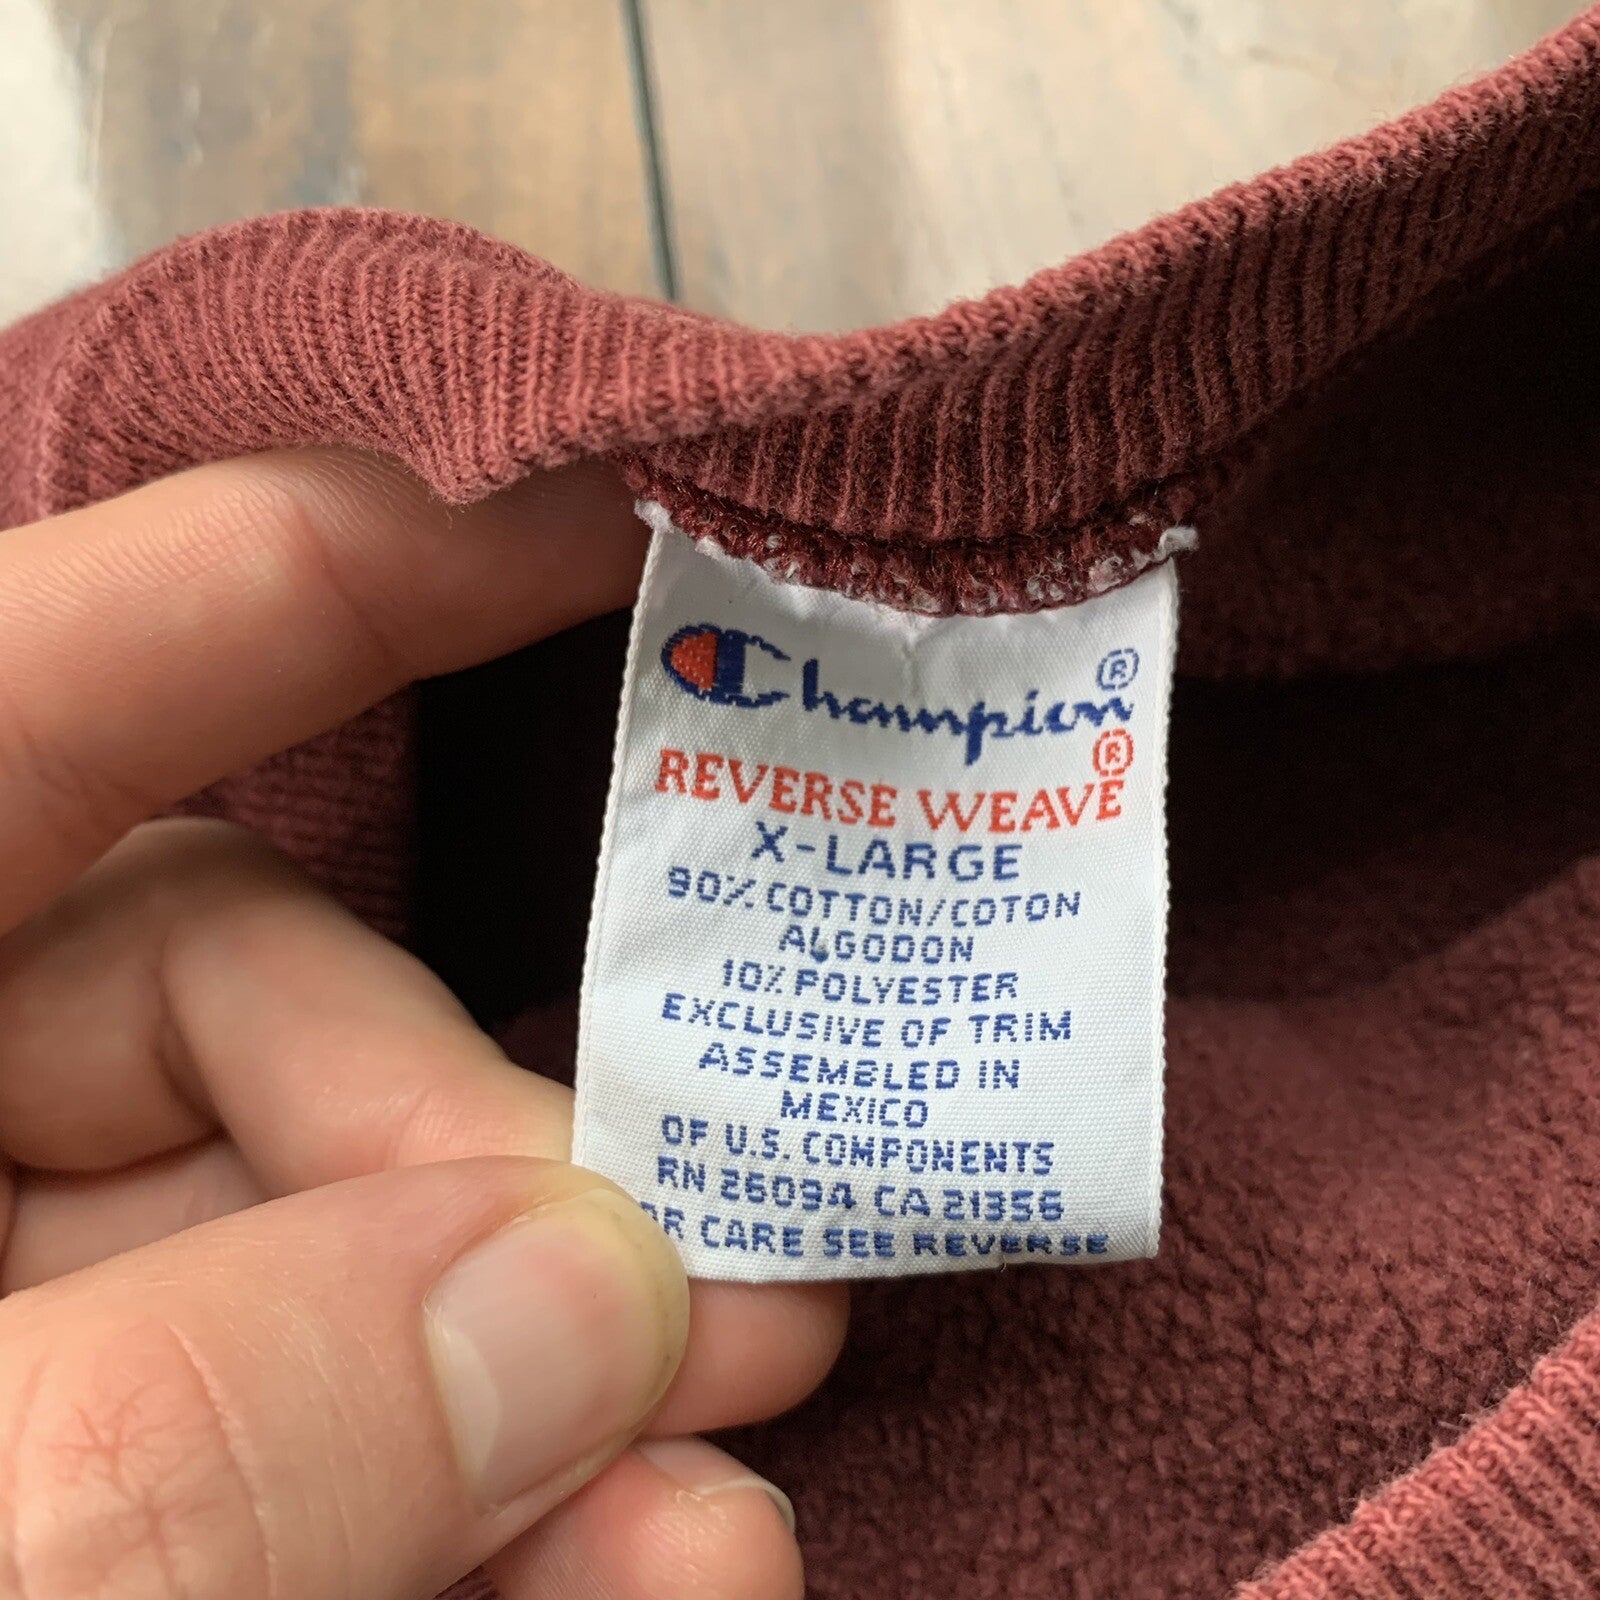 Champion®
REVERSE WEAVE®
X-LARGE
90% COTTON/COTON
ALGODON
10% POLYESTER
EXCLUSIVE OF TRIM
ASSEMBLED IN
MEXICO
OF U.S. COMPONENTS
RN 26094 CA 21356
OR CARE SEE REVERSE